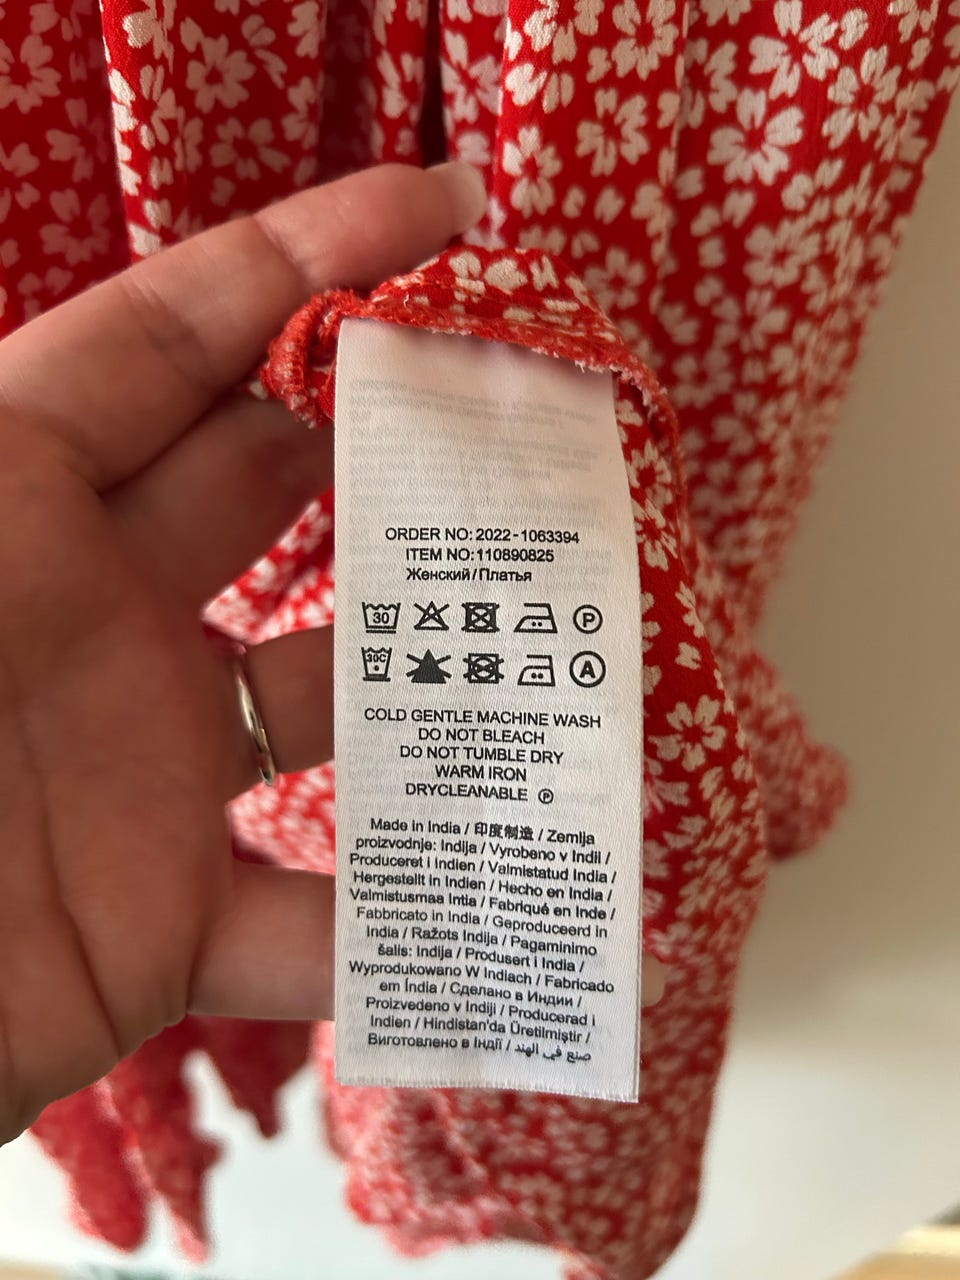 ORDER NO: 2022-1063394
ITEM NO:110890825
Женский/Платья
30 P
30C A
COLD GENTLE MACHINE WASH
DO NOT BLEACH
DO NOT TUMBLE DRY
WARM IRON
DRYCLEANABLE Ⓟ
Made in India / 印度制造 / Zemlja
proizvodnje: Indija / Vyrobeno v Indii /
Produceret i Indien / Valmistatud India /
Hergestellt in Indien / Hecho en India /
Valmistusmaa Intia / Fabriqué en Inde /
Fabbricato in India / Geproduceerd in
India / Ražots Indija / Pagaminimo
šalis: Indija / Produsert i India /
Wyprodukowano W Indiach / Fabricado
em Índia / Сделано в Индии /
Proizvedeno v Indiji / Producerad i
Indien / Hindistan'da Üretilmiştir /
Виготовлено в Індії / صنع في الهند